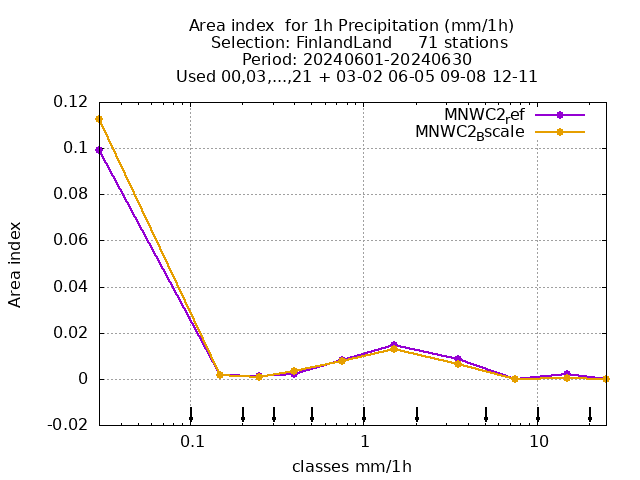 Area index  for 1h Precipitation (mm/1h)
Selection: FinlandLand     71 stations
Period: 20240601-20240630
Used 00,03,...,21 + 03-02 06-05 09-08 12-11
MNWC2ref
MNWC2Bscale
0.12
0.1
0.08
0.06
0.04
0.02
0
-0.02
Area index
0.1 1 10
classes mm/1h